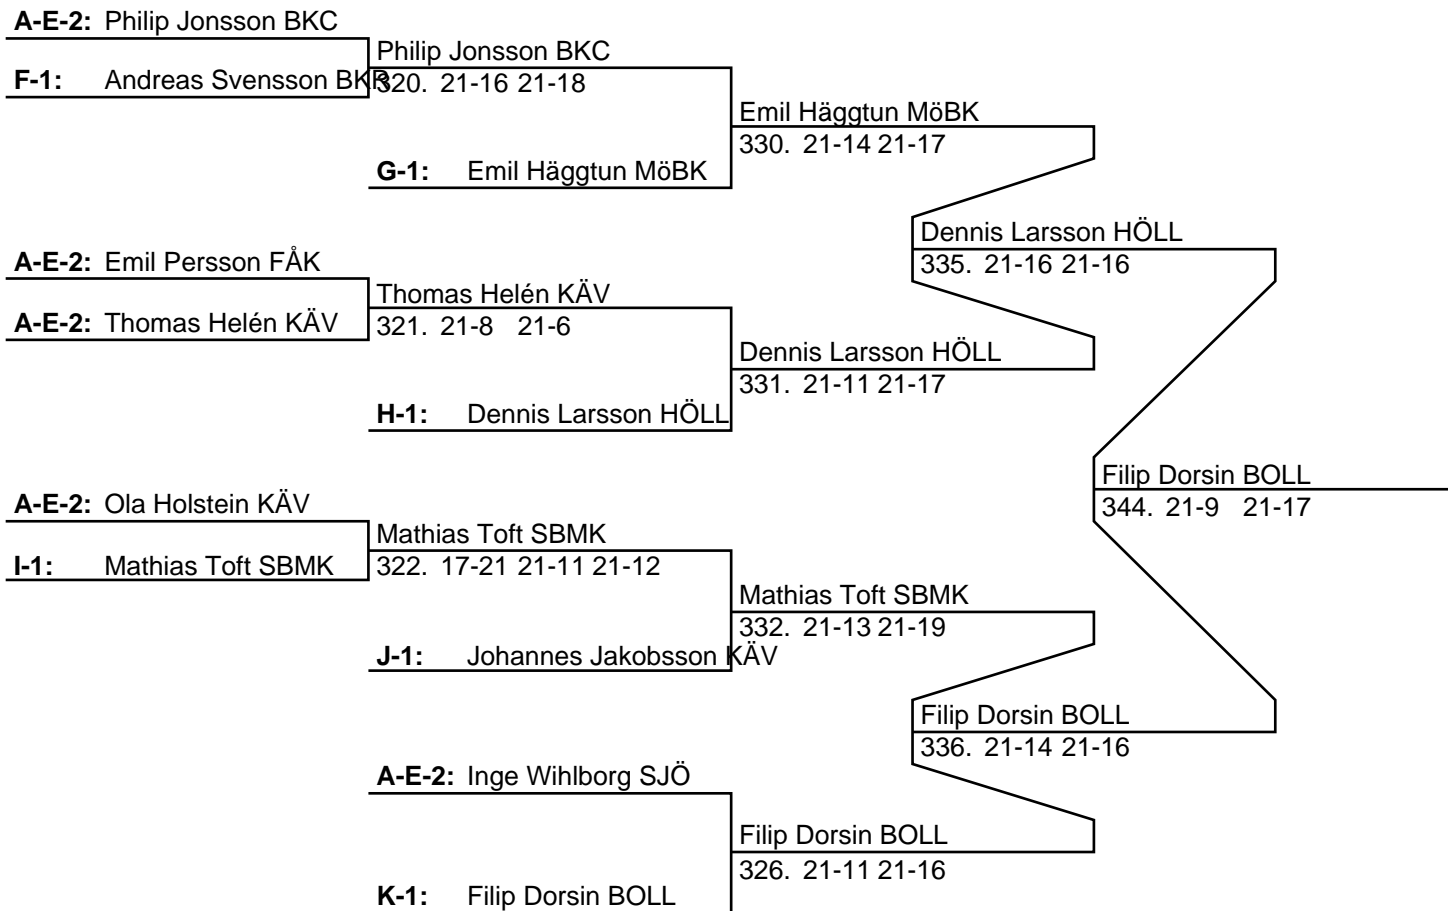 A-E-2: Philip Jonsson BKC
Philip Jonsson BKC
F-1: Andreas Svensson BKR
320. 21-16 21-18
Emil Häggtun MöBK
330. 21-14 21-17
G-1: Emil Häggtun MöBK
Dennis Larsson HÖLL
335. 21-16 21-16
A-E-2: Emil Persson FÅK
Thomas Helén KÄV
A-E-2: Thomas Helén KÄV
321. 21-8 21-6
Dennis Larsson HÖLL
331. 21-11 21-17
H-1: Dennis Larsson HÖLL
Filip Dorsin BOLL
344. 21-9 21-17
A-E-2: Ola Holstein KÄV
Mathias Toft SBMK
I-1: Mathias Toft SBMK
322. 17-21 21-11 21-12
Mathias Toft SBMK
332. 21-13 21-19
J-1: Johannes Jakobsson KÄV
Filip Dorsin BOLL
336. 21-14 21-16
A-E-2: Inge Wihlborg SJÖ
Filip Dorsin BOLL
326. 21-11 21-16
K-1: Filip Dorsin BOLL